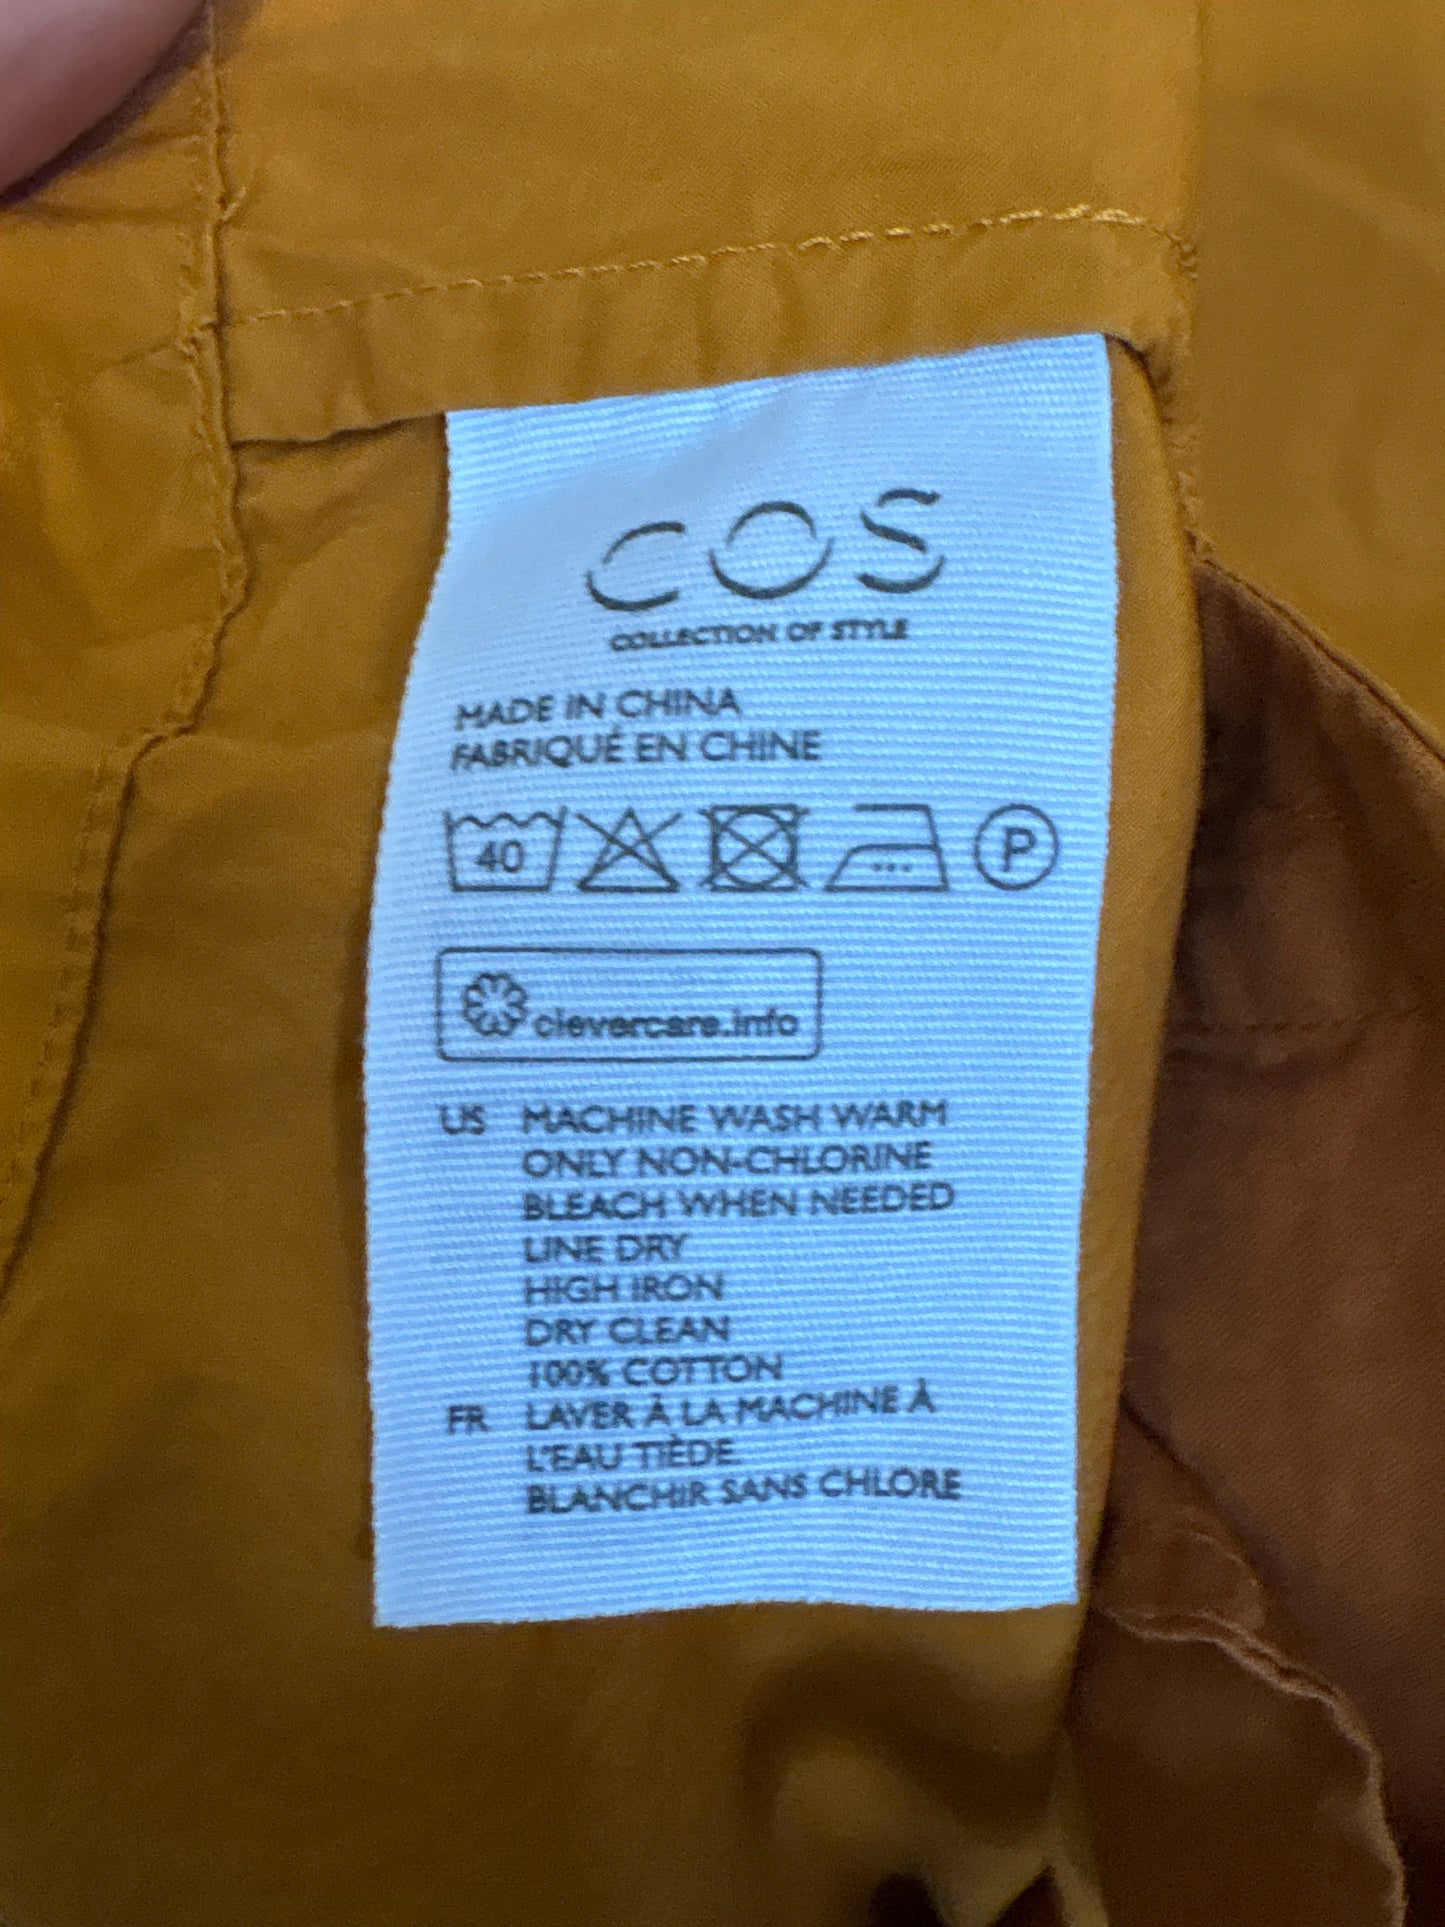 COS
COLLECTION OF STYLE
MADE IN CHINA
FABRIQUÉ EN CHINE
40 P
clevercare.info
US MACHINE WASH WARM
ONLY NON-CHLORINE
BLEACH WHEN NEEDED
LINE DRY
HIGH IRON
DRY CLEAN
100% COTTON
FR LAVER À LA MACHINE À
L'EAU TIÈDE
BLANCHIR SANS CHLORE